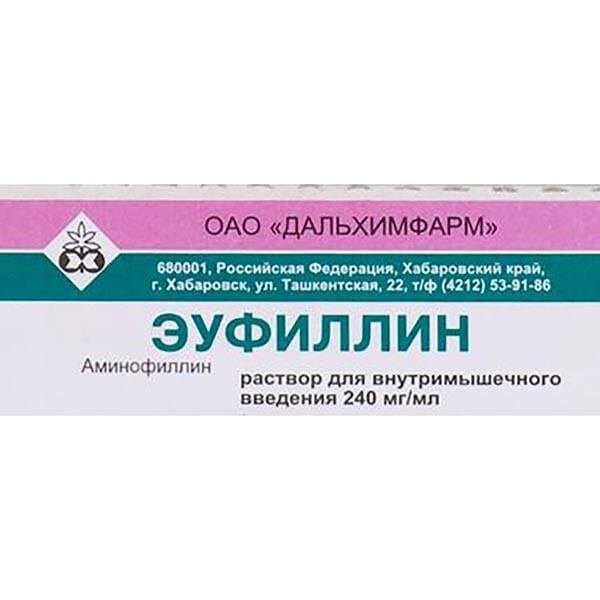 ОАО «ДАЛЬХИМФАРМ»
680001, Российская Федерация, Хабаровский край,
г. Хабаровск, ул. Ташкентская, 22, т/ф (4212) 53-91-86
ЭУФИЛЛИН
Аминофиллин
раствор для внутримышечного
введения 240 мг/мл